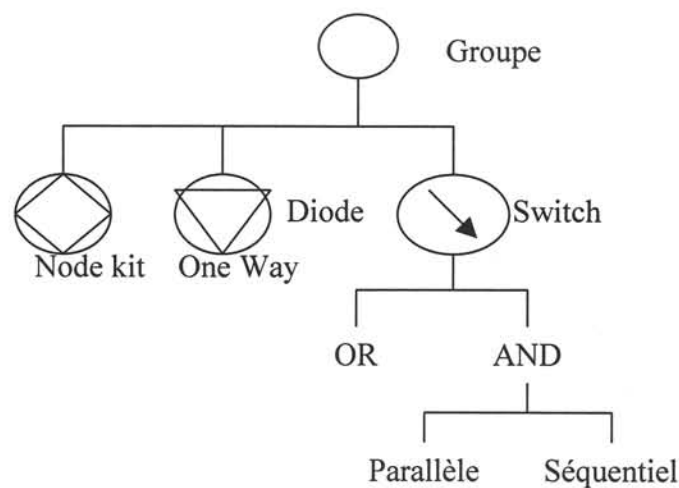 Groupe
Diode
Switch
Node kit
One Way
OR
AND
Parallèle
Séquentiel